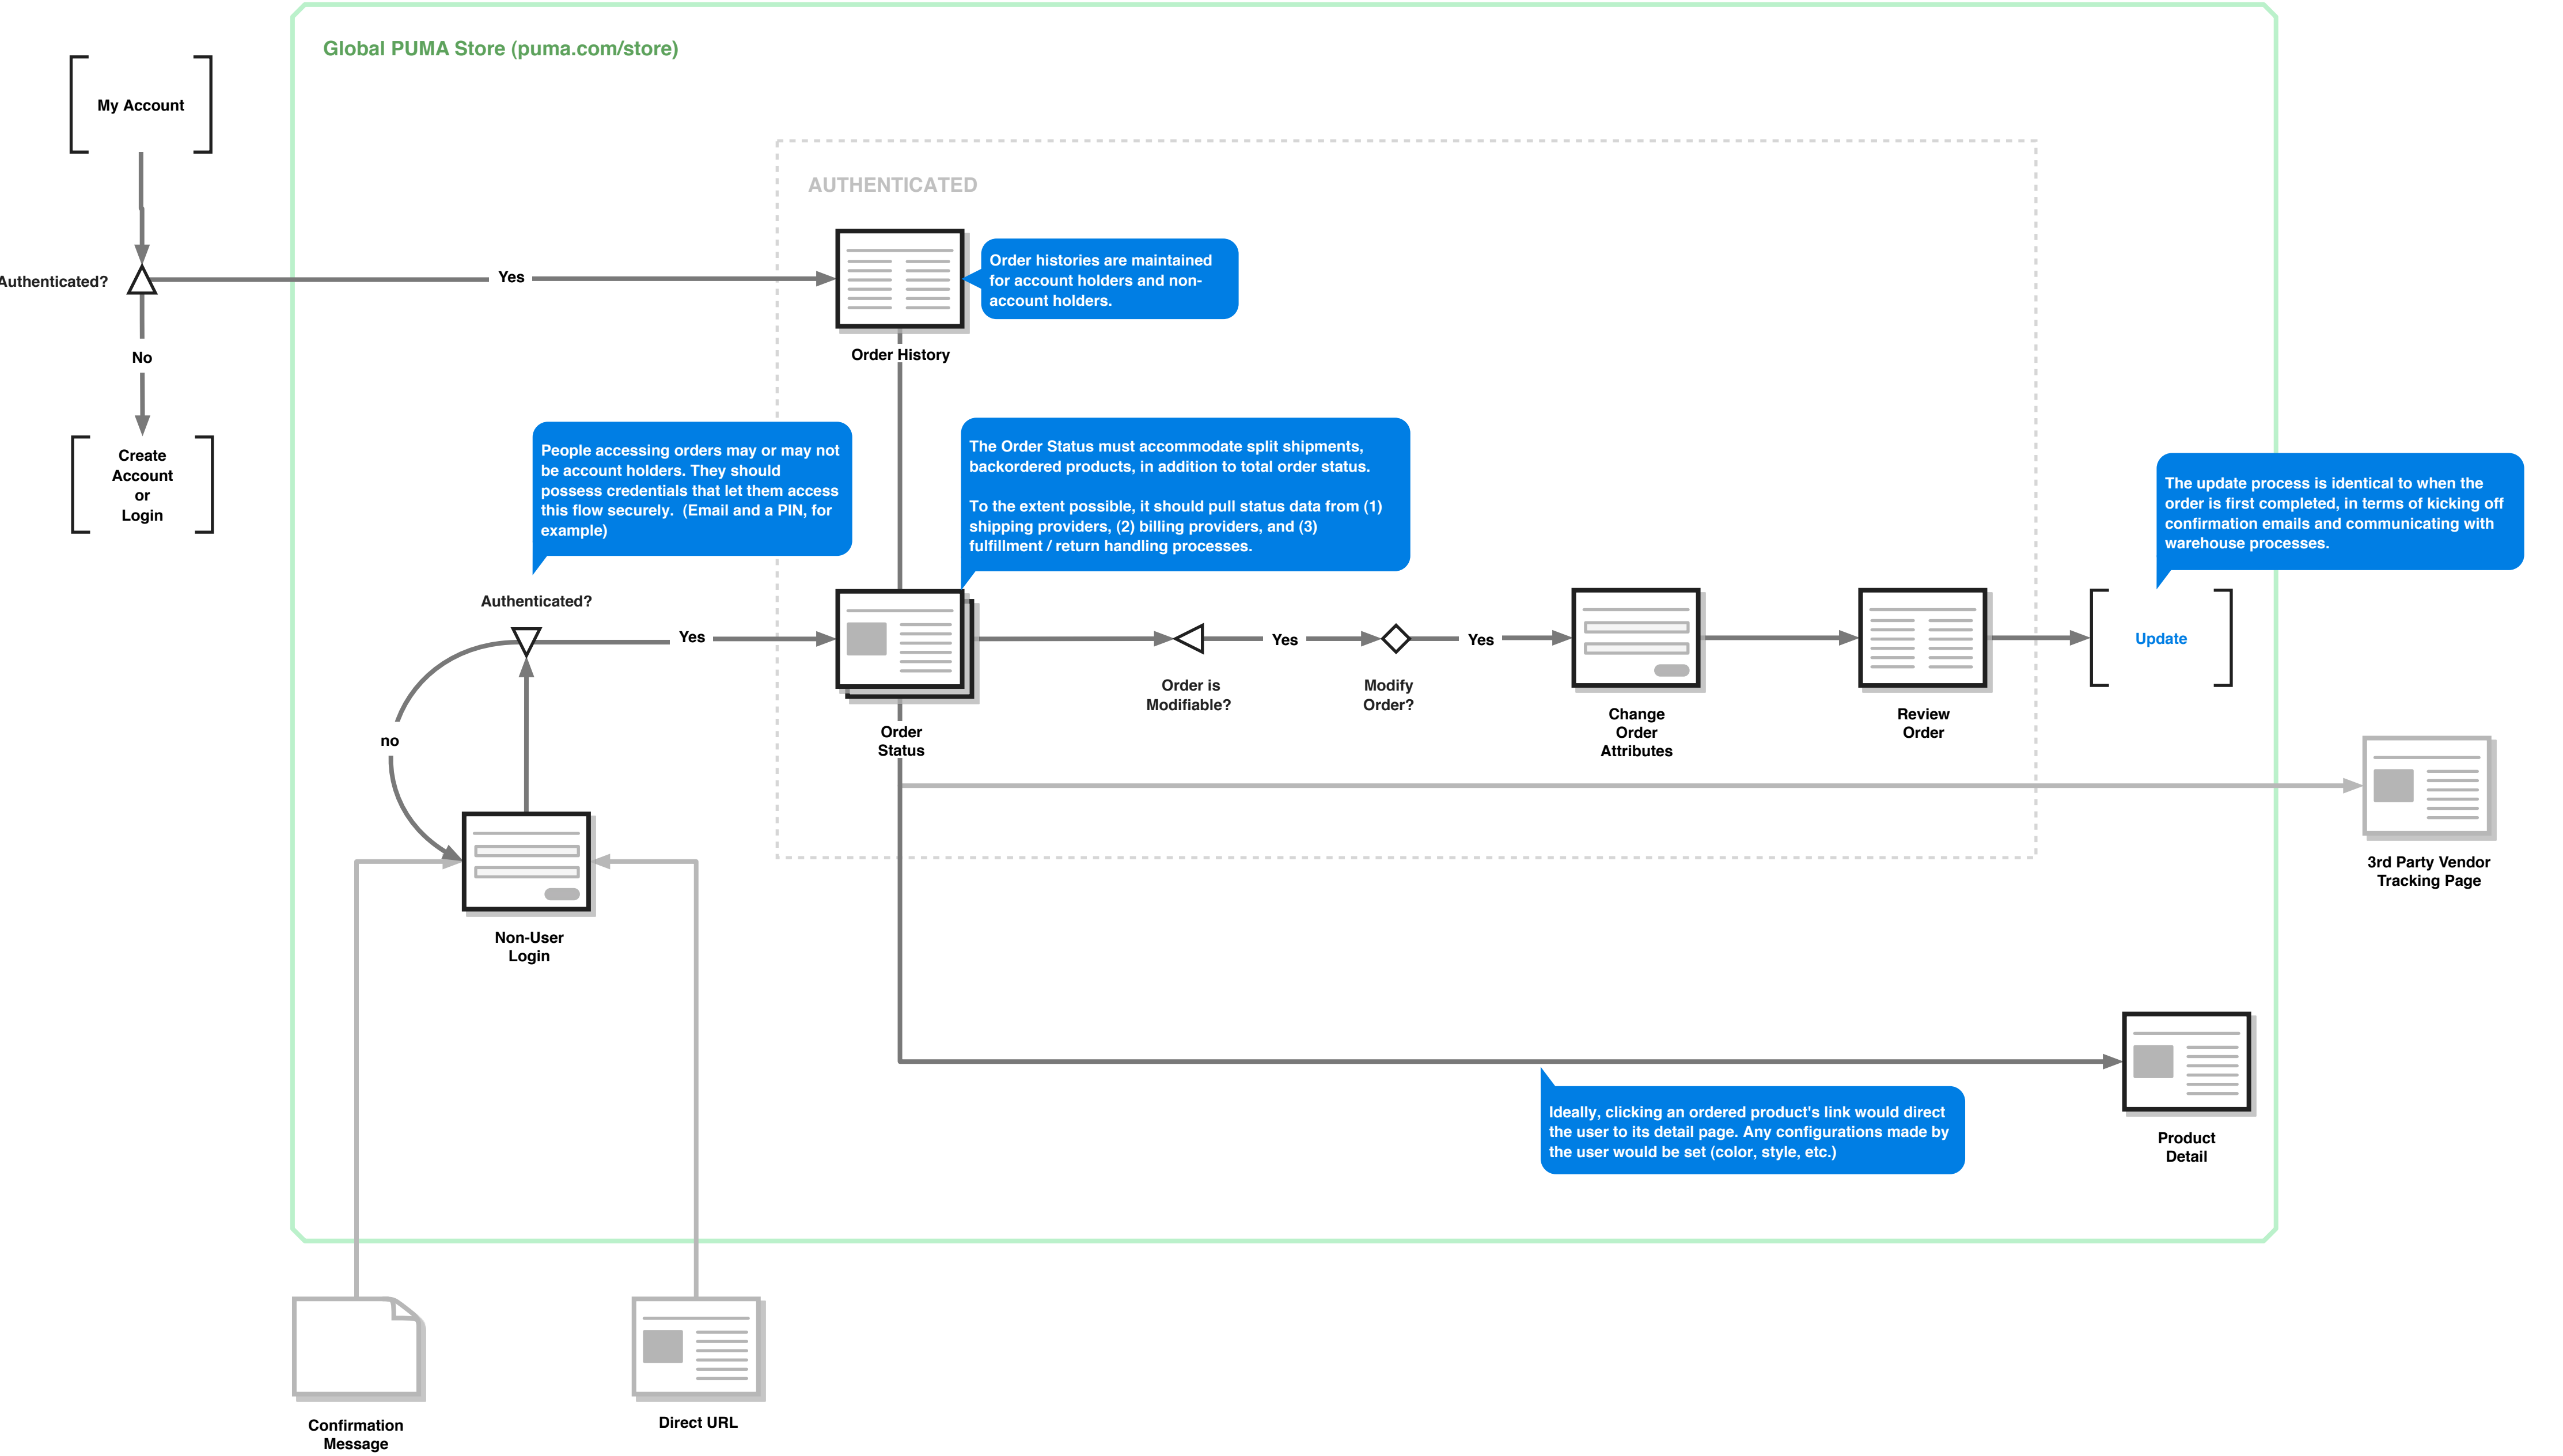 Global PUMA Store (puma.com/store)
My Account
AUTHENTICATED
Authenticated?
Yes
Order histories are maintained
for account holders and non-
account holders.
No
Order History
Create
Account
or
Login
People accessing orders may or may not
be account holders. They should
possess credentials that let them access
this flow securely.  (Email and a PIN, for
example)
The Order Status must accommodate split shipments,
backordered products, in addition to total order status.
To the extent possible, it should pull status data from (1)
shipping providers, (2) billing providers, and (3)
fulfillment / return handling processes.
The update process is identical to when the
order is first completed, in terms of kicking off
confirmation emails and communicating with
warehouse processes.
Authenticated?
Yes
Yes
Yes
Update
Order is
Modifiable?
Modify
Order?
Change
Order
Attributes
Review
Order
Order
Status
no
3rd Party Vendor
Tracking Page
Non-User
Login
Ideally, clicking an ordered product's link would direct
the user to its detail page. Any configurations made by
the user would be set (color, style, etc.)
Product
Detail
Confirmation
Message
Direct URL